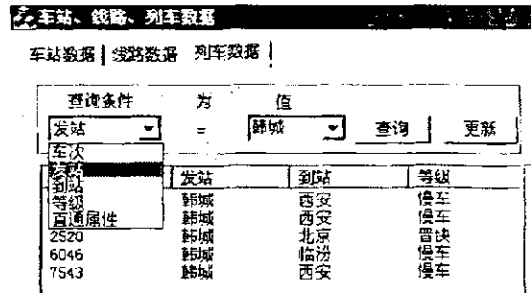 车站、线路、列车数据
车站数据 线路数据 列车数据
查询条件 为 值
发站 = 韩城 查询 更新
车次
到站
等级
直通属性
发站 到站 等级
韩城 西安 慢车
韩城 西安 慢车
2520 韩城 北京 普快
6046 韩城 临汾 慢车
7543 韩城 西安 慢车